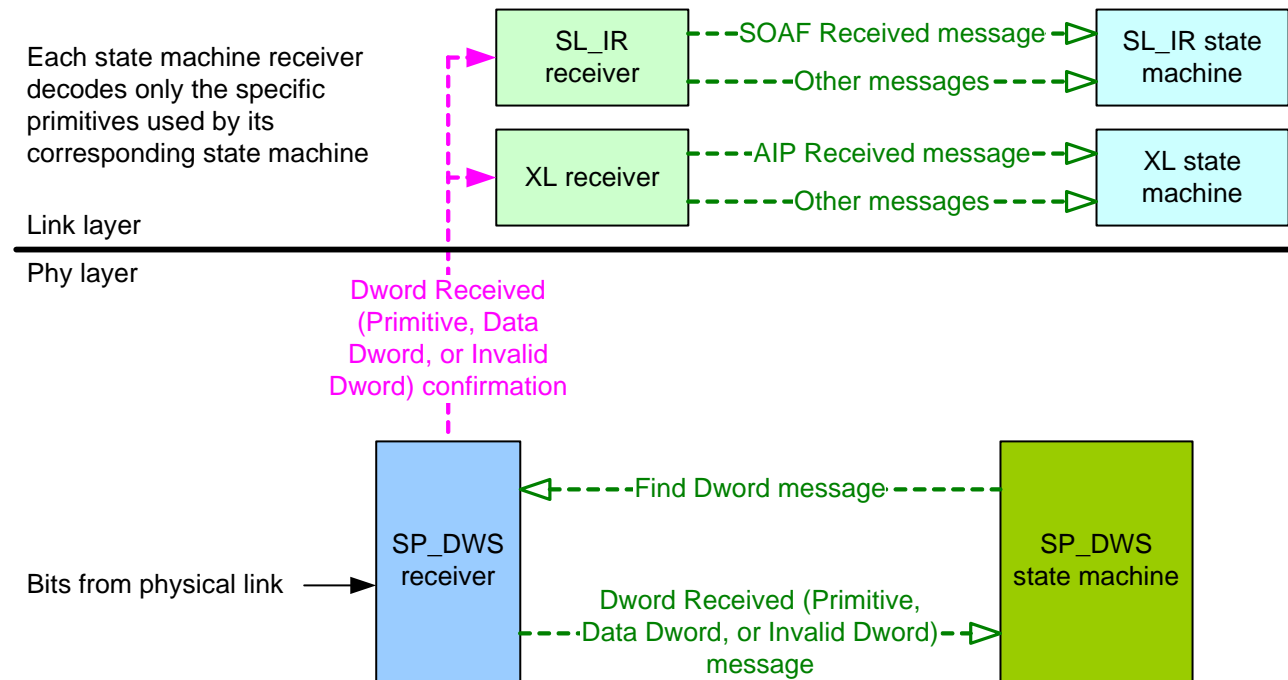 Each state machine receiver
decodes only the specific
primitives used by its
corresponding state machine
SL_IR
receiver
SOAF Received message
Other messages
SL_IR state
machine
XL receiver
AIP Received message
Other messages
XL state
machine
Link layer
Phy layer
Dword Received
(Primitive, Data
Dword, or Invalid
Dword) confirmation
Find Dword message
SP_DWS
receiver
SP_DWS
state machine
Bits from physical link
Dword Received (Primitive,
Data Dword, or Invalid Dword)
message